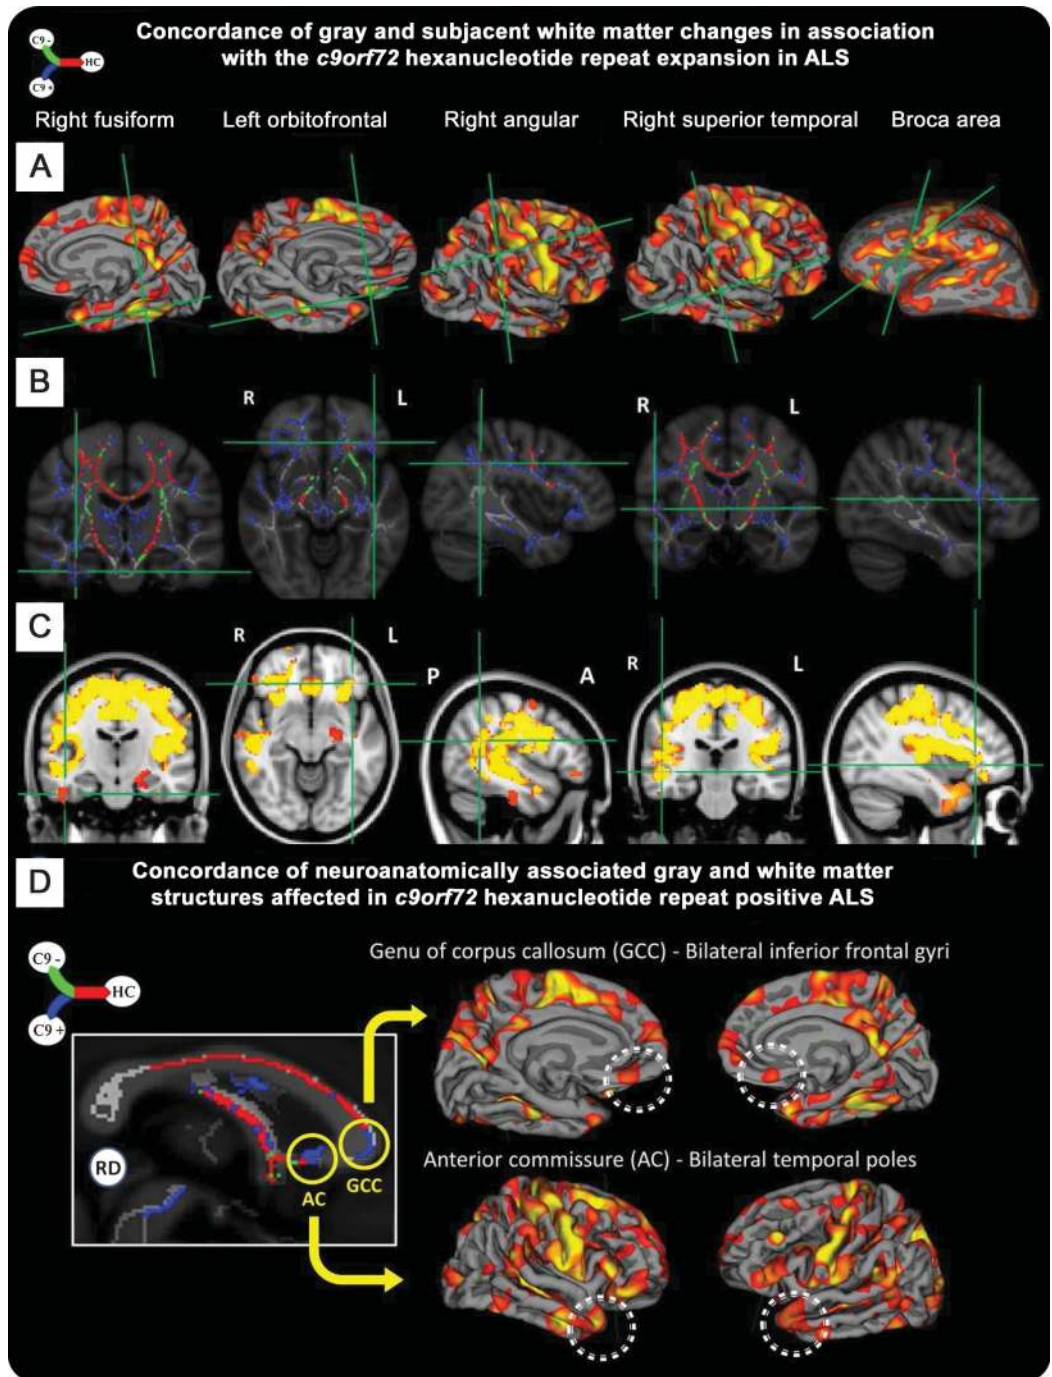 Concordance of gray and subjacent white matter changes in association
with the c9orf72 hexanucleotide repeat expansion in ALS
C9 -
HC
C9 +
Right fusiform
Left orbitofrontal
Right angular
Right superior temporal
Broca area
A
B
R
L
R
L
C
R
L
P
A
R
L
D
Concordance of neuroanatomically associated gray and white matter
structures affected in c9orf72 hexanucleotide repeat positive ALS
C9 -
HC
C9 +
Genu of corpus callosum (GCC) - Bilateral inferior frontal gyri
RD
AC
GCC
Anterior commissure (AC) - Bilateral temporal poles